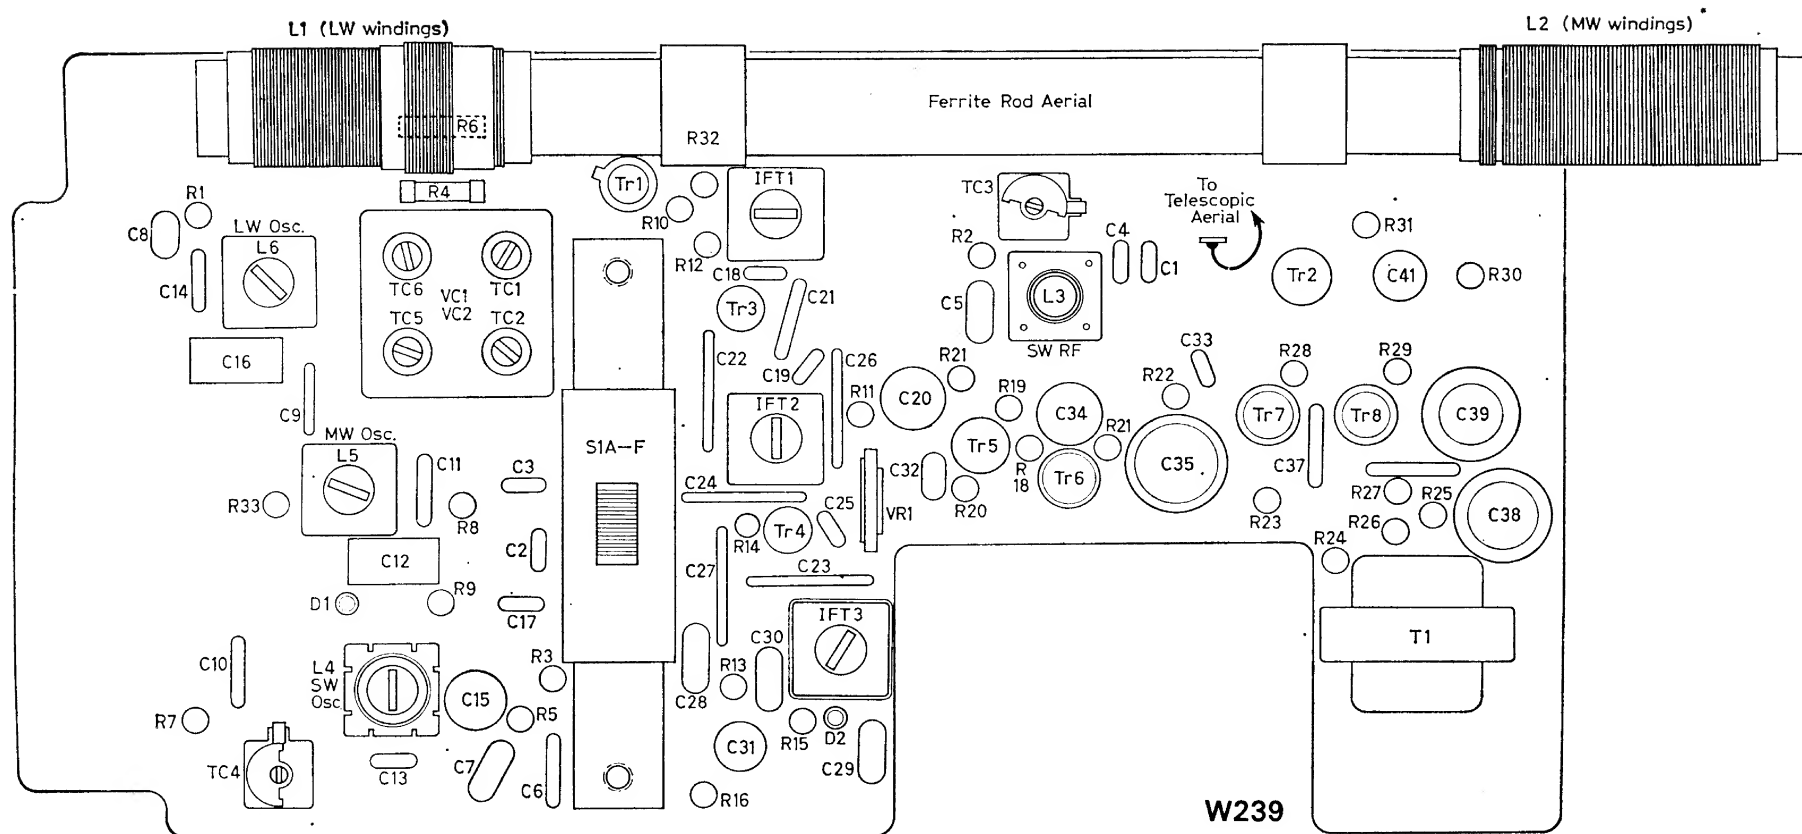 L1 (LW windings)
L2 (MW windings)
Ferrite Rod Aerial
R6
R32
R4
Tr1
IFT1
R10
R12
TC3
To
Telescopic
Aerial
R1
C8
LW Osc.
L6
C14
TC6
TC1
VC1
VC2
TC5
TC2
C16
C9
C18
Tr3
C21
C22
C19
C26
R2
C4
C1
C5
L3
SW RF
Tr2
R31
C41
R30
C33
R21
R11
C20
R19
C34
R22
R28
R29
IFT2
Tr5
R
18
R21
Tr6
C35
Tr7
Tr8
C39
C37
C32
R20
R23
R27
R25
R26
C38
R24
MW Osc.
L5
C11
C3
S1A-F
R33
R8
C24
C25
VR1
R14
Tr4
C2
C12
C27
C23
D1
R9
C17
IFT3
C30
T1
C10
L4
SW
Osc.
R3
C15
R5
R13
C28
R7
C31
R15
D2
TC4
C13
C7
C6
C29
R16
W239